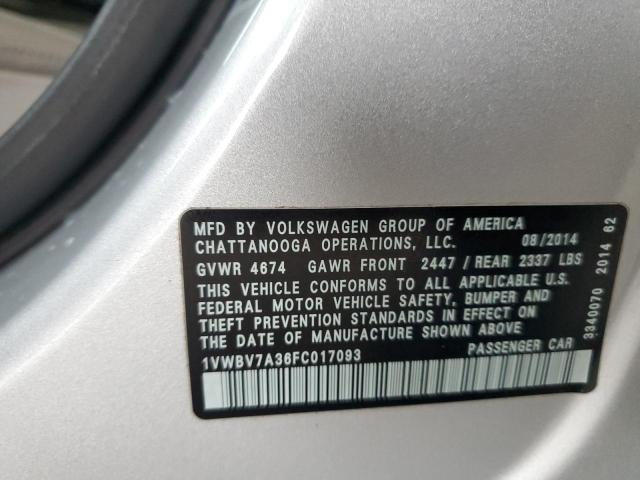 MFD BY VOLKSWAGEN GROUP OF AMERICA
CHATTANOOGA OPERATIONS, LLC. 08/2014
GVWR 4674 GAWR FRONT 2447 / REAR 2337 LBS
THIS VEHICLE CONFORMS TO ALL APPLICABLE U.S.
FEDERAL MOTOR VEHICLE SAFETY, BUMPER AND
THEFT PREVENTION STANDARDS IN EFFECT ON
THE DATE OF MANUFACTURE SHOWN ABOVE
1VWBV7A36FC017093 PASSENGER CAR
3340070 2014 62